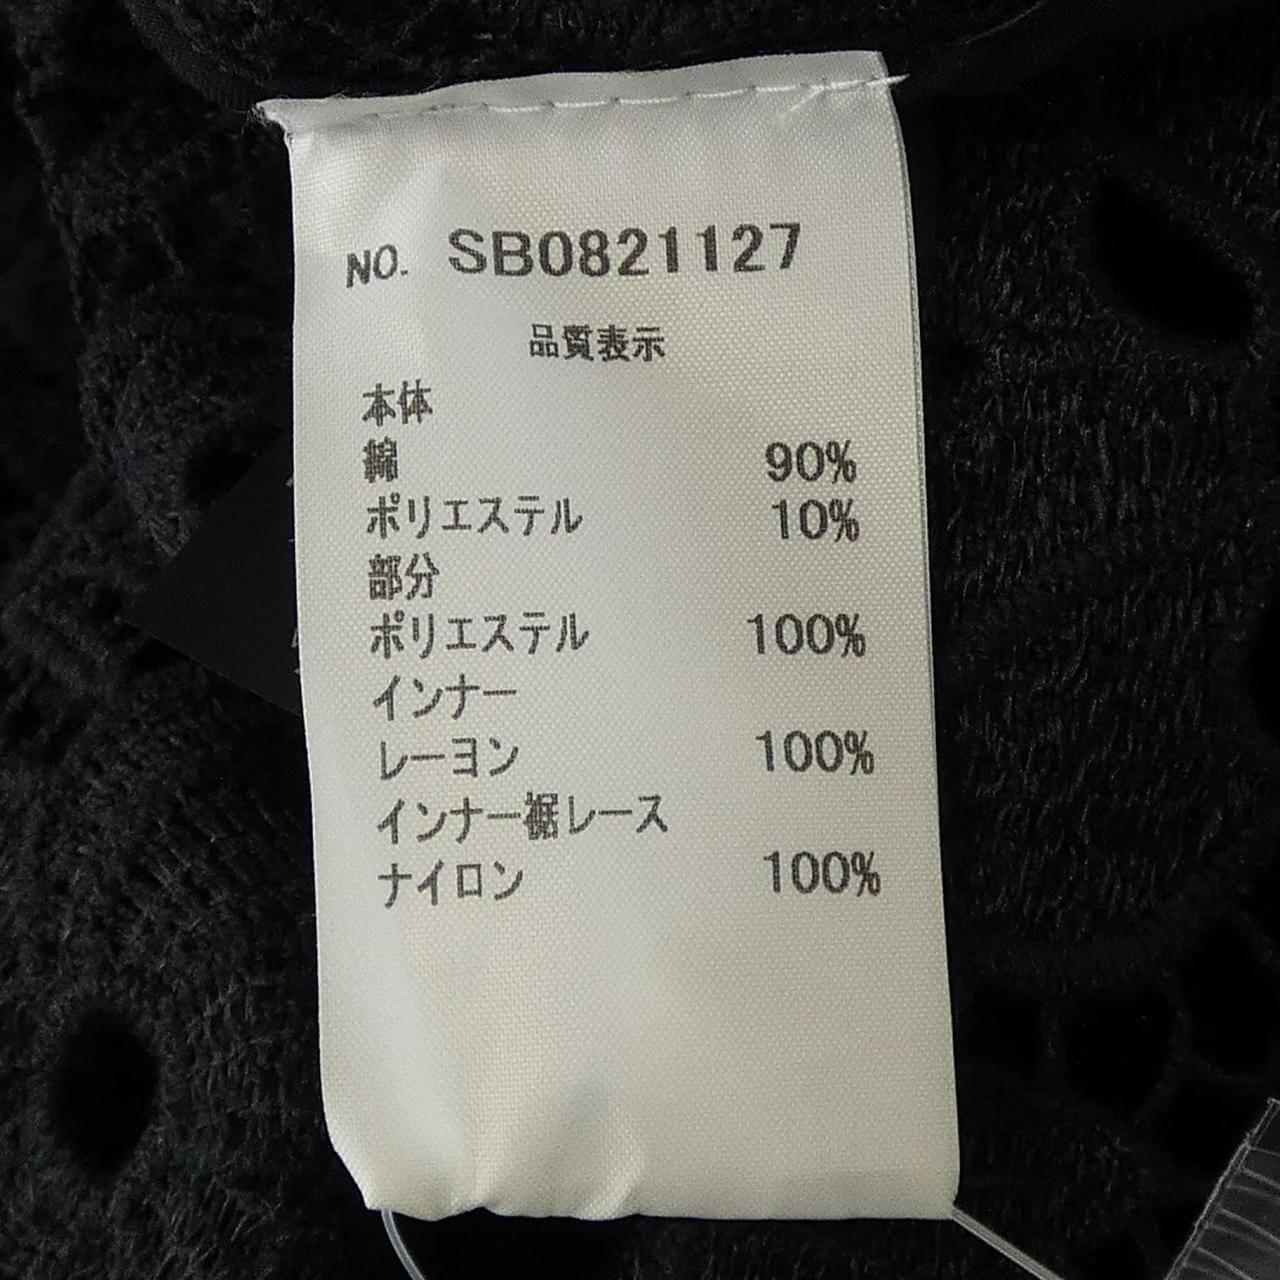 NO. SB0821127
品質表示
本体
綿 90%
ポリエステル 10%
部分
ポリエステル 100%
インナー
レーヨン 100%
インナー裾レース
ナイロン 100%